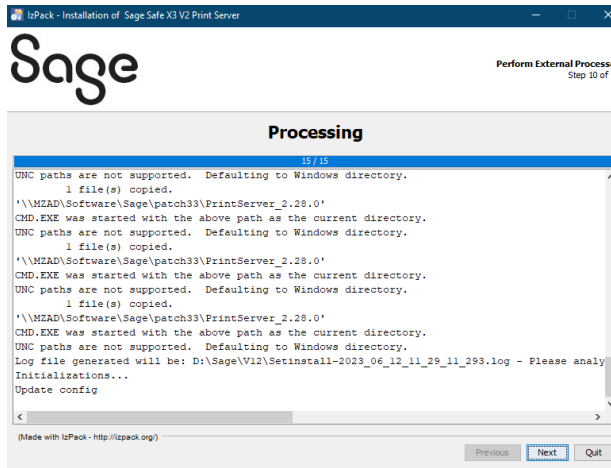 IzPack - Installation of Sage Safe X3 V2 Print Server
Sage
Perform External Process
Step 10 of
Processing
15 / 15
UNC paths are not supported. Defaulting to Windows directory.
1 file(s) copied.
'\\MZAD\Software\Sage\patch33\PrintServer_2.28.0'
CMD.EXE was started with the above path as the current directory.
UNC paths are not supported. Defaulting to Windows directory.
1 file(s) copied.
'\\MZAD\Software\Sage\patch33\PrintServer_2.28.0'
CMD.EXE was started with the above path as the current directory.
UNC paths are not supported. Defaulting to Windows directory.
1 file(s) copied.
'\\MZAD\Software\Sage\patch33\PrintServer_2.28.0'
CMD.EXE was started with the above path as the current directory.
UNC paths are not supported. Defaulting to Windows directory.
Log file generated will be: D:\Sage\V12\Setinstall-2023_06_12_11_29_11_293.log - Please analy
Initializations...
Update config
(Made with IzPack - http://izpack.org/)
Previous Next Quit